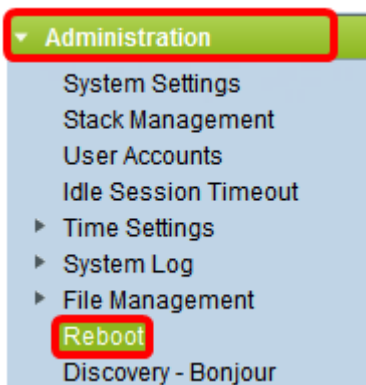 Administration
System Settings
Stack Management
User Accounts
Idle Session Timeout
Time Settings
System Log
File Management
Reboot
Discovery - Bonjour